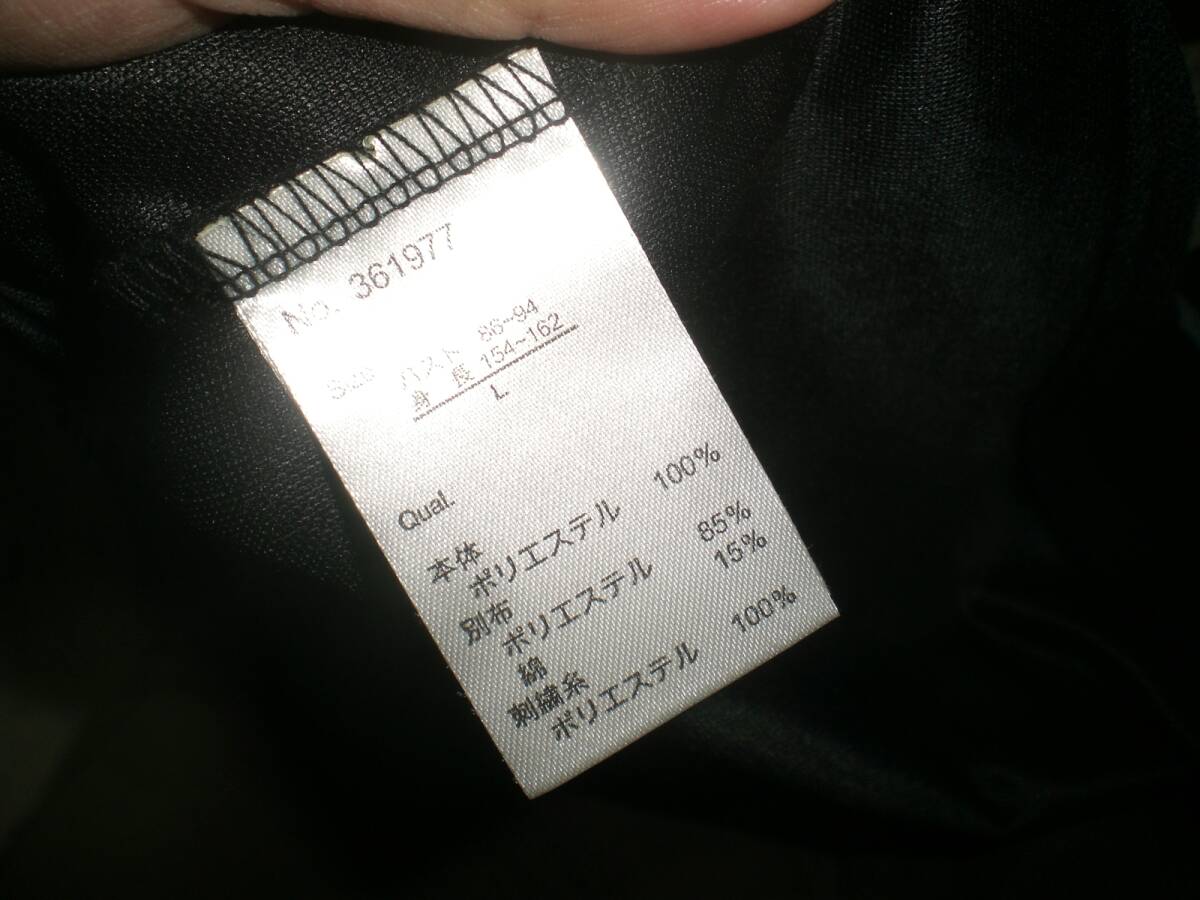 No. 361977
Size バスト 86~94
身 長 154~162
L
Qual.
本体
ポリエステル 100%
別布
ポリエステル 85%
綿 15%
刺繍糸
ポリエステル 100%